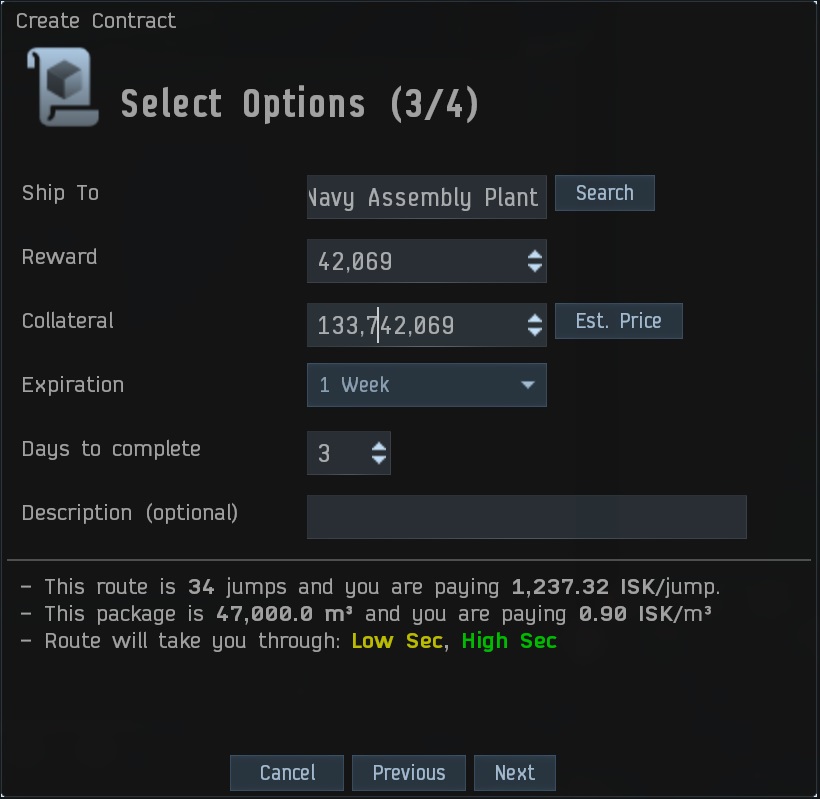 Create Contract
Select Options (3/4)
Ship To Navy Assembly Plant Search
Reward 42,069
Collateral 133,742,069 Est. Price
Expiration 1 Week
Days to complete 3
Description (optional)
- This route is 34 jumps and you are paying 1,237.32 ISK/jump.
- This package is 47,000.0 m³ and you are paying 0.90 ISK/m³
- Route will take you through: Low Sec, High Sec
Cancel Previous Next